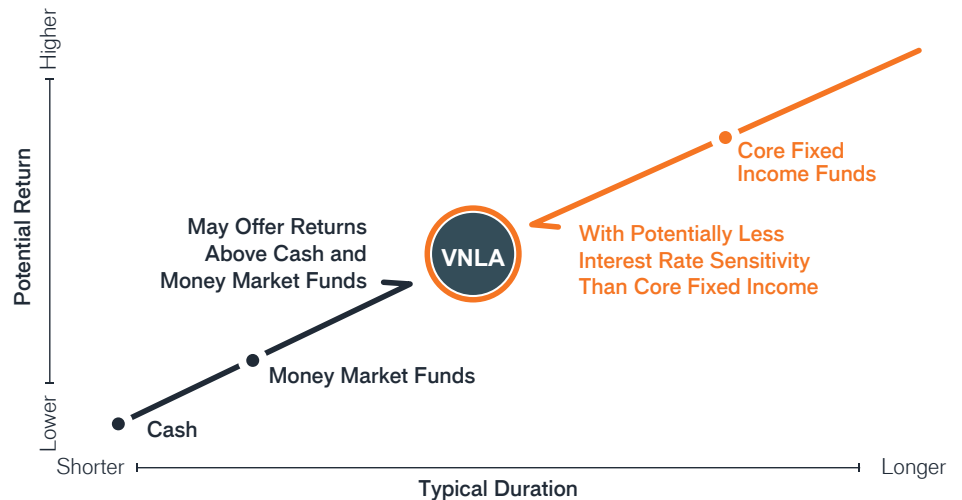 Higher
Potential Return
Lower
May Offer Returns
Above Cash and
Money Market Funds
VNLA
Core Fixed
Income Funds
With Potentially Less
Interest Rate Sensitivity
Than Core Fixed Income
Money Market Funds
Cash
Shorter
Longer
Typical Duration